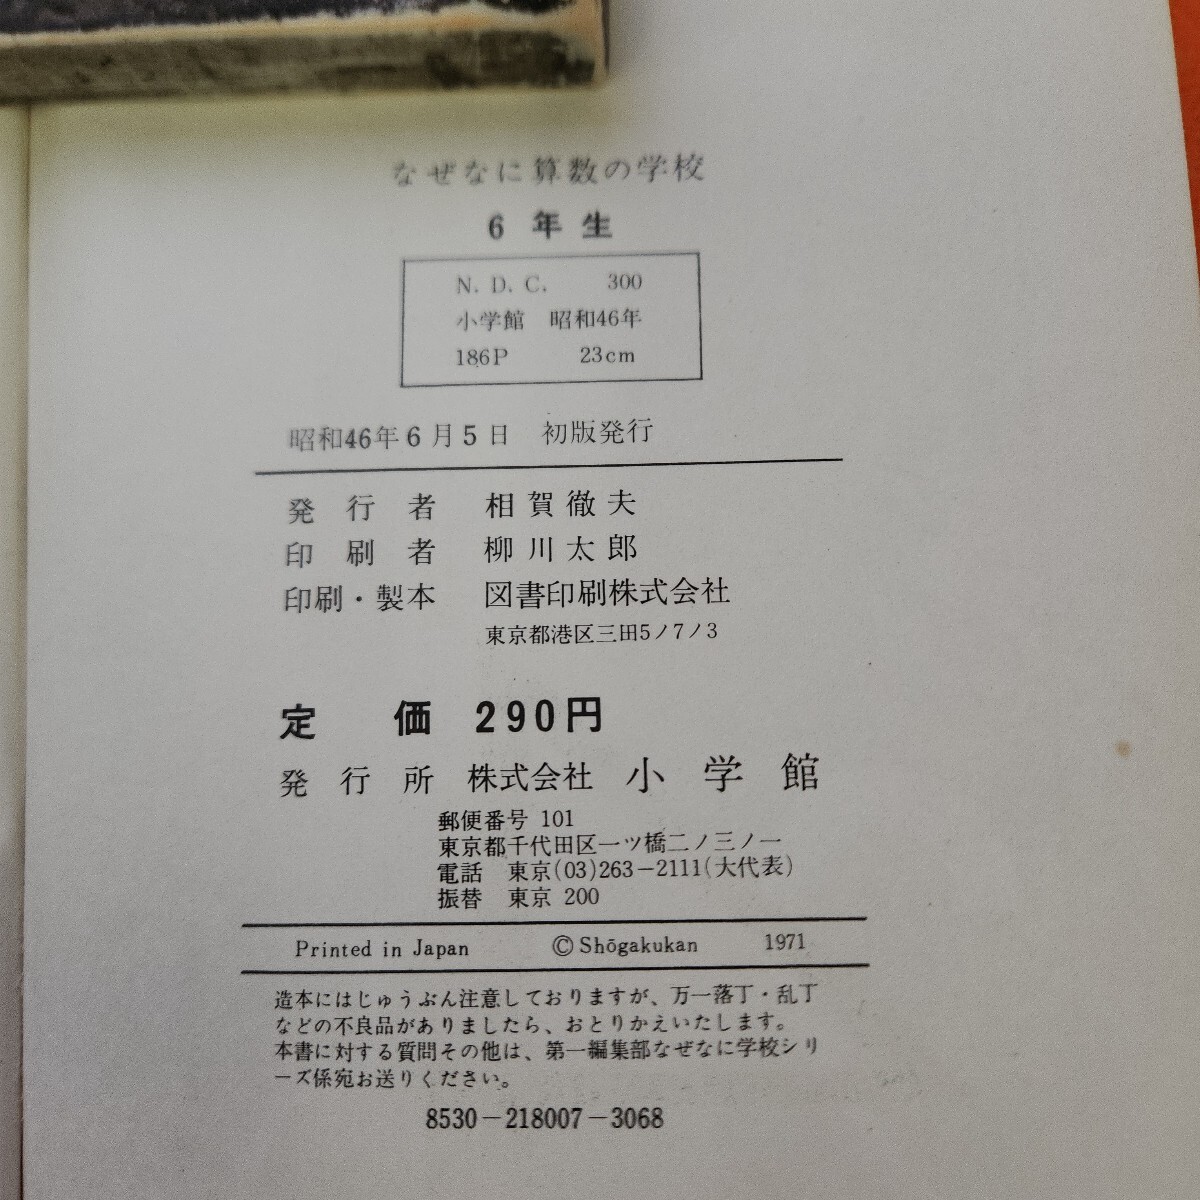 なぜなに算数の学校
6年生
N. D. C. 300
小学館 昭和46年
186P 23cm
昭和46年6月5日 初版発行
発行者 相賀徹夫
印刷者 柳川太郎
印刷・製本 図書印刷株式会社
東京都港区三田5ノ7ノ3
定価 290円
発行所 株式会社 小学館
郵便番号 101
東京都千代田区一ツ橋二ノ三ノ一
電話 東京(03)263－2111(大代表)
振替 東京 200
Printed in Japan ©Shōgakukan 1971
造本にはじゅうぶん注意しておりますが、万一落丁・乱丁
などの不良品がありましたら、おとりかえいたします。
本書に対する質問その他は、第一編集部なぜなに学校シリ
ーズ係宛お送りください。
8530－218007－3068